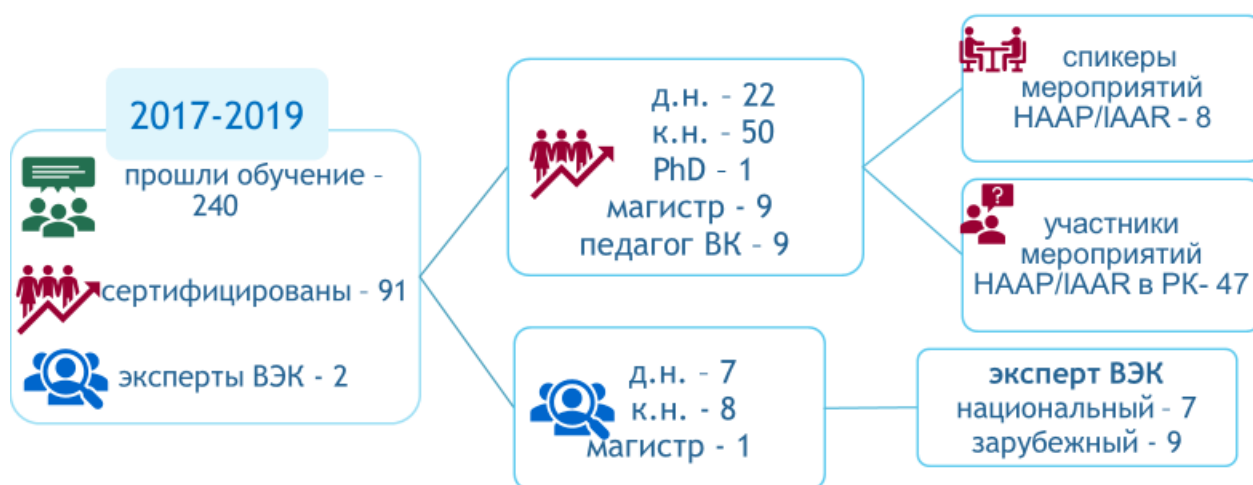 2017-2019
прошли обучение –
240
сертифицированы – 91
эксперты ВЭК - 2
д.н. – 22
к.н. – 50
PhD – 1
магистр - 9
педагог ВК – 9
спикеры
мероприятий
НААР/IAAR - 8
участники
мероприятий
НААР/IAAR в РК- 47
?
д.н. – 7
к.н. - 8
магистр - 1
эксперт ВЭК
национальный – 7
зарубежный - 9